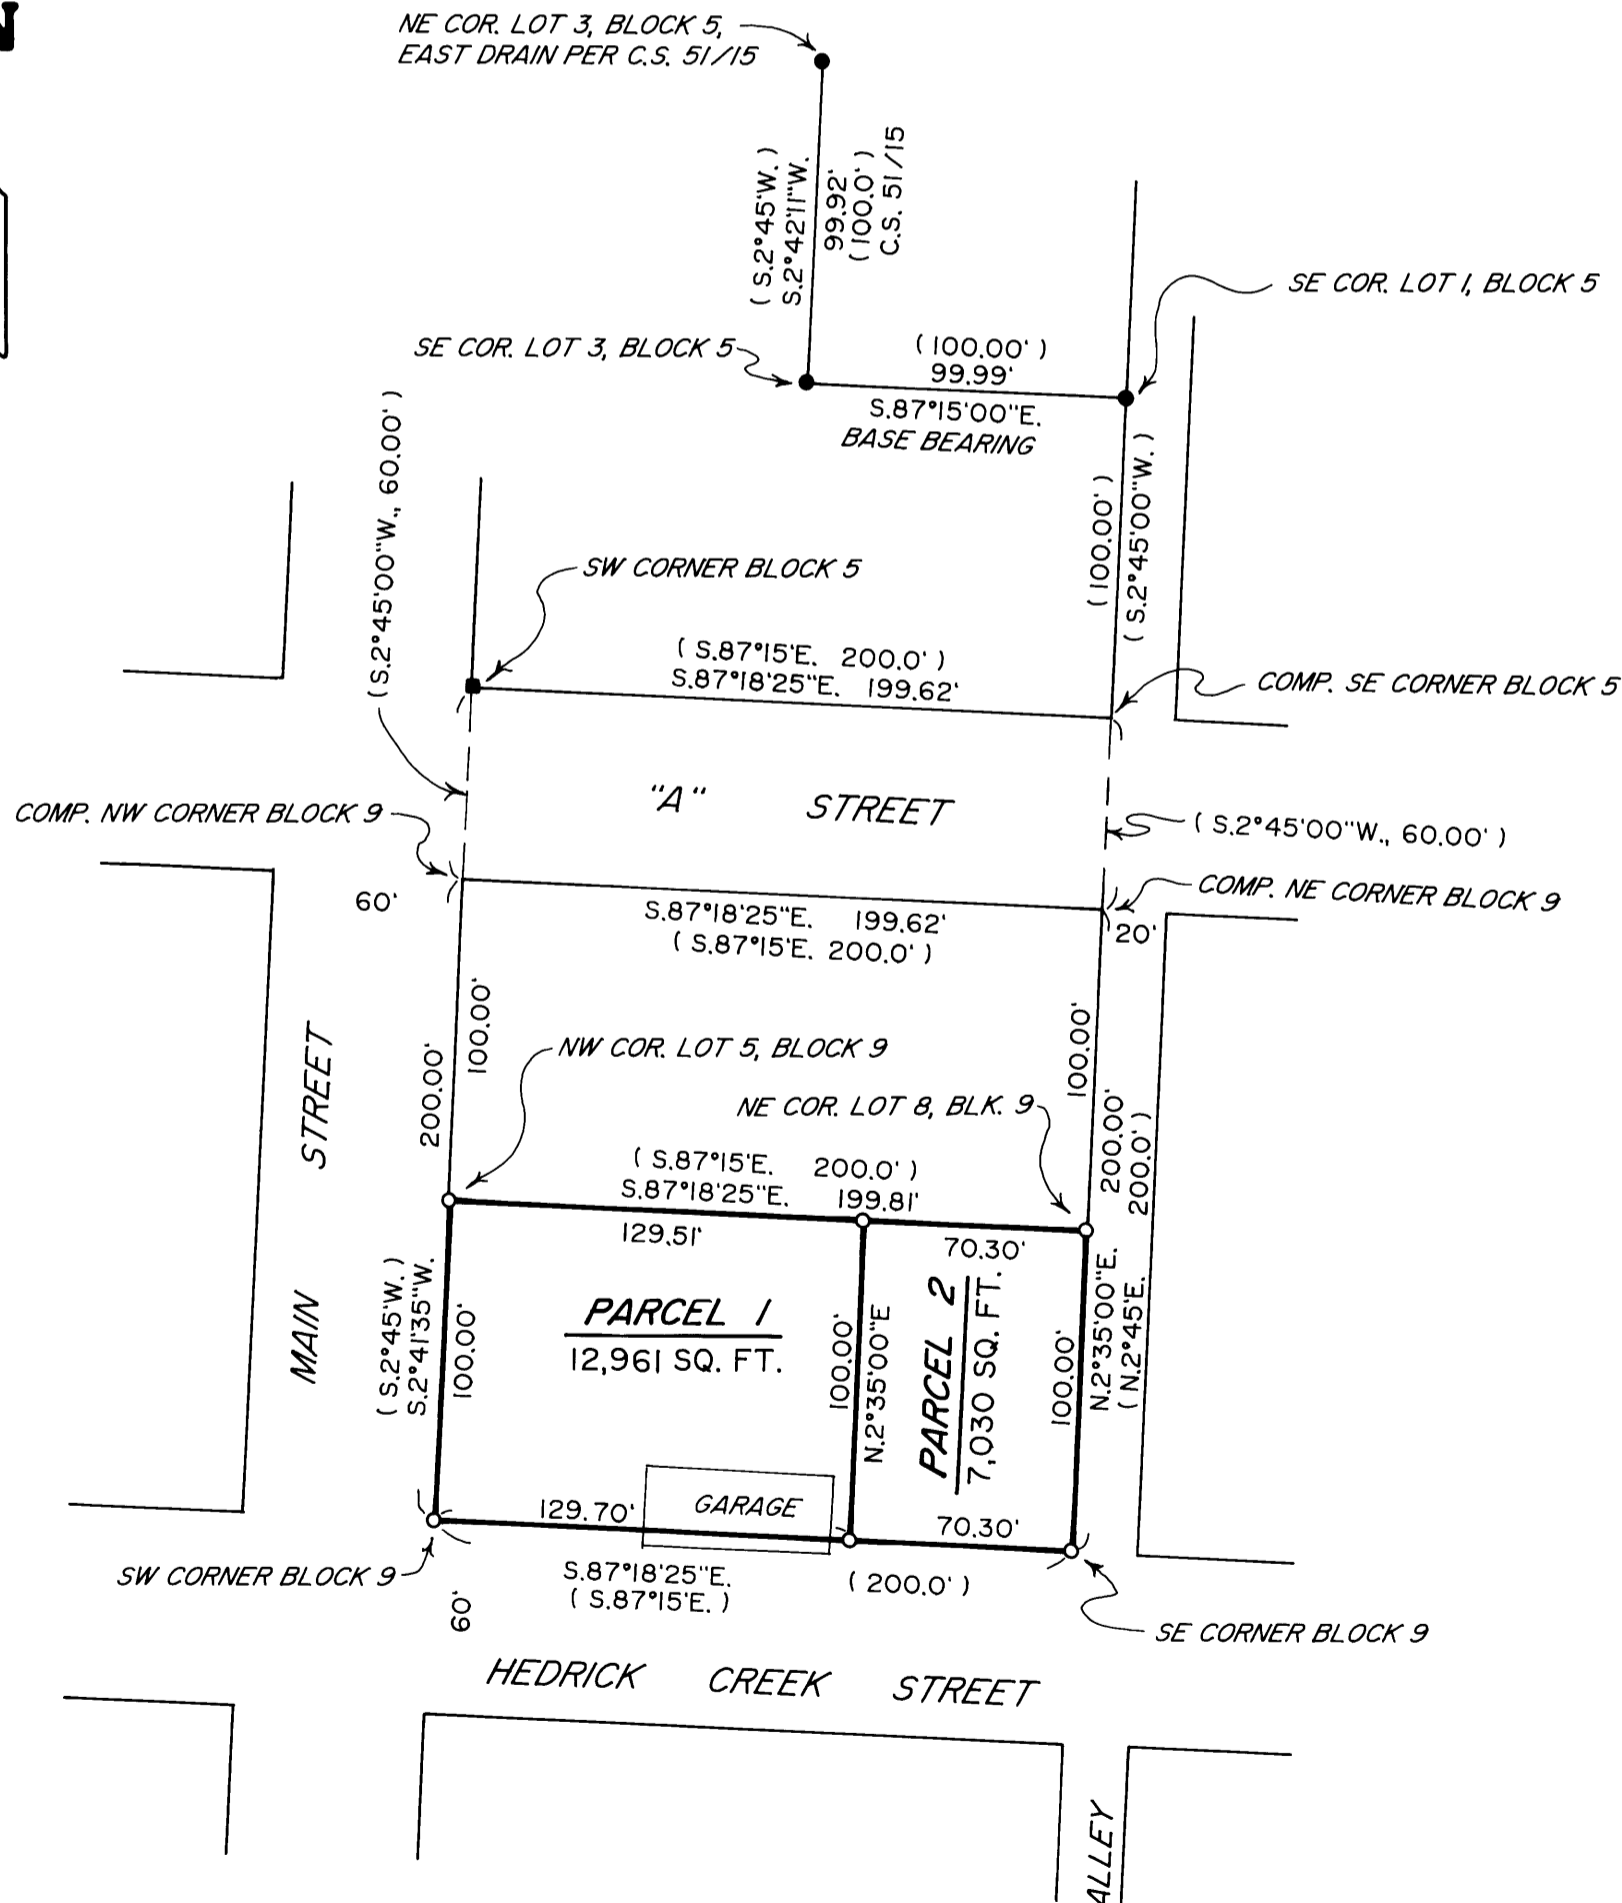 N
NE COR. LOT 3, BLOCK 5,
EAST DRAIN PER C.S. 51/15
( S.2°45'W. )
S.2°42'11"W.
99.92'
( 100.0' )
C.S. 51/15
SE COR. LOT 1, BLOCK 5
SE COR. LOT 3, BLOCK 5
( 100.00' )
99.99'
S.87°15'00"E.
BASE BEARING
( S.2°45'00"W., 60.00' )
( 100.00' )
( S.2°45'00"W. )
SW CORNER BLOCK 5
( S.87°15'E. 200.0' )
S.87°18'25"E. 199.62'
COMP. SE CORNER BLOCK 5
"A" STREET
COMP. NW CORNER BLOCK 9
( S.2°45'00"W., 60.00' )
60'
COMP. NE CORNER BLOCK 9
S.87°18'25"E. 199.62'
( S.87°15'E. 200.0' )
20'
200.00'
100.00'
100.00'
200.00'
200.0' )
NW COR. LOT 5, BLOCK 9
NE COR. LOT 8, BLK. 9
( S.87°15'E. 200.0' )
S.87°18'25"E. 199.81'
129.51'
70.30'
MAIN STREET
( S.2°45'W. )
S.2°41'35"W.
100.00'
PARCEL 1
12,961 SQ. FT.
100.00'
N.2°35'00"E
PARCEL 2
7,030 SQ. FT.
100.00'
N.2°35'00"E.
( N.2°45'E.
129.70'
GARAGE
70.30'
SW CORNER BLOCK 9
S.87°18'25"E.
( S.87°15'E. )
( 200.0' )
60'
SE CORNER BLOCK 9
HEDRICK CREEK STREET
ALLEY